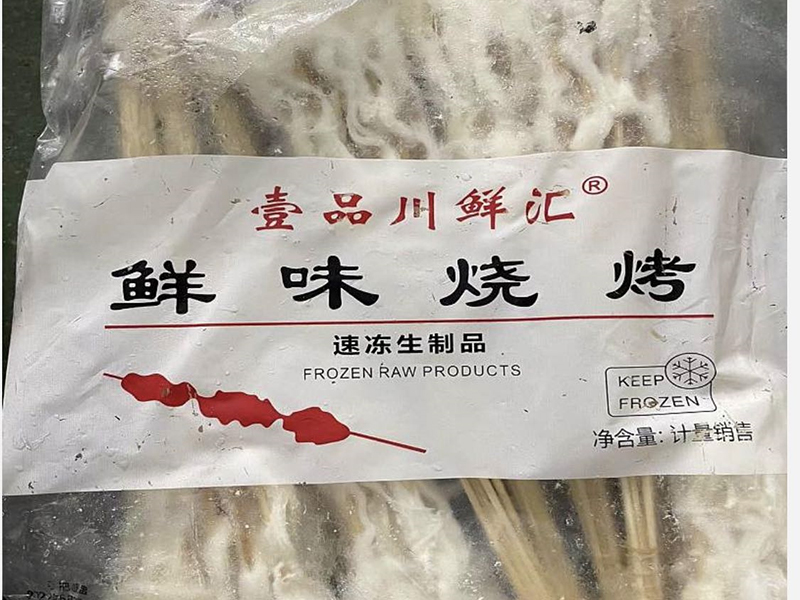 壹品川鲜汇®
鲜味烧烤
速冻生制品
FROZEN RAW PRODUCTS
KEEP
FROZEN
净含量: 计量销售